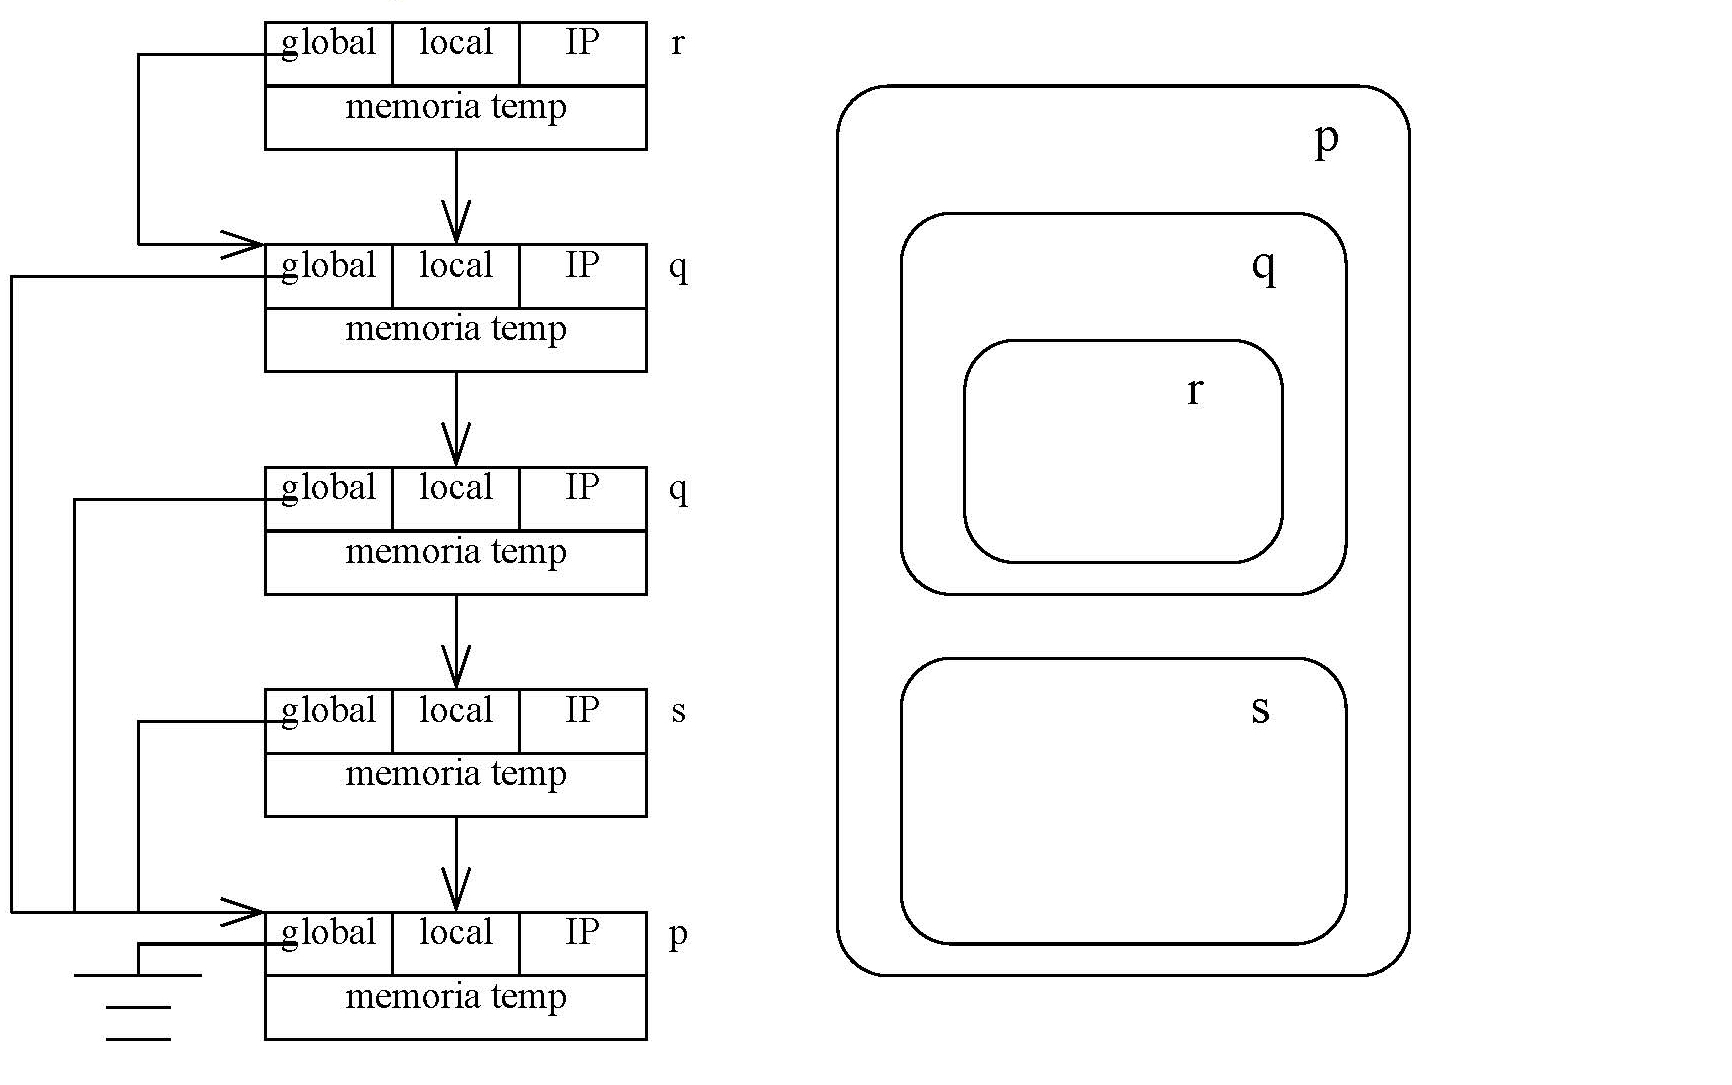 global local IP r
memoria temp
global local IP q
memoria temp
global local IP q
memoria temp
global local IP s
memoria temp
global local IP p
memoria temp
p
q
r
s